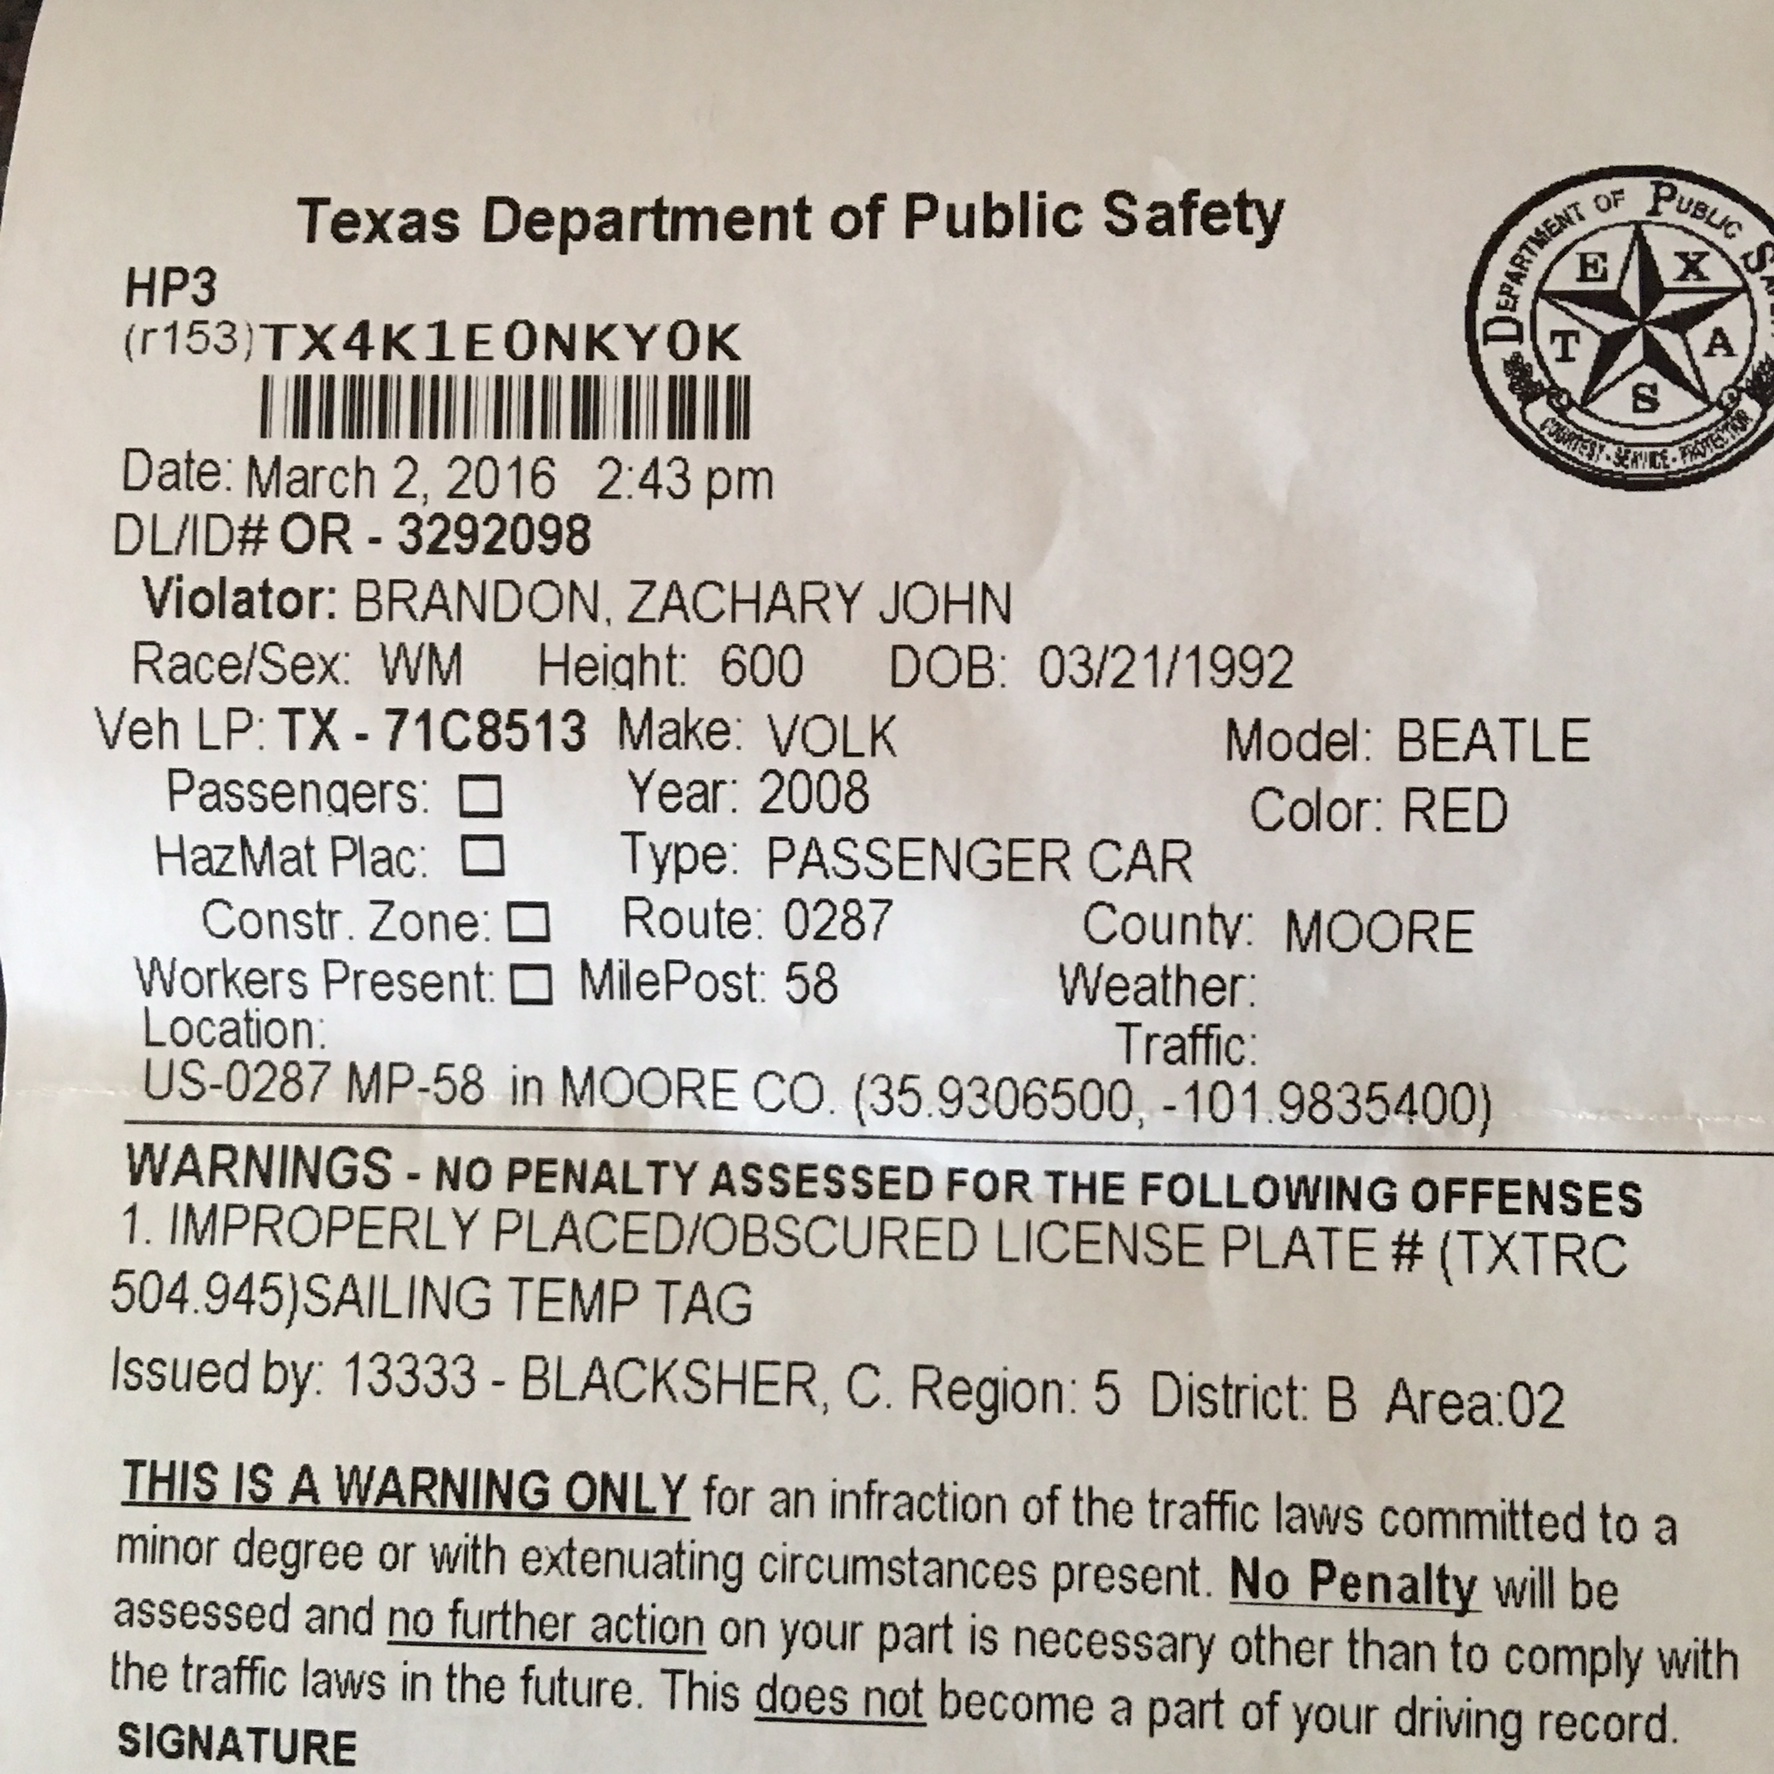 Texas Department of Public Safety
DEPARTMENT OF PUBLIC
TEXAS
COURTESY - SERVICE - PROTECTION
HP3
(r153)TX4K1E0NKY0K
Date: March 2, 2016 2:43 pm
DL/ID# OR - 3292098
Violator: BRANDON, ZACHARY JOHN
Race/Sex: WM Height: 600 DOB: 03/21/1992
Veh LP: TX - 71C8513 Make: VOLK Model: BEATLE
Passengers: Year: 2008 Color: RED
HazMat Plac: Type: PASSENGER CAR
Constr. Zone: Route: 0287 County: MOORE
Workers Present: MilePost: 58 Weather:
Location: Traffic:
US-0287 MP-58 in MOORE CO. (35.9306500, -101.9835400)
WARNINGS - NO PENALTY ASSESSED FOR THE FOLLOWING OFFENSES
1. IMPROPERLY PLACED/OBSCURED LICENSE PLATE # (TXTRC
504.945)SAILING TEMP TAG
Issued by: 13333 - BLACKSHER, C. Region: 5 District: B Area:02
THIS IS A WARNING ONLY for an infraction of the traffic laws committed to a
minor degree or with extenuating circumstances present. No Penalty will be
assessed and no further action on your part is necessary other than to comply with
the traffic laws in the future. This does not become a part of your driving record.
SIGNATURE